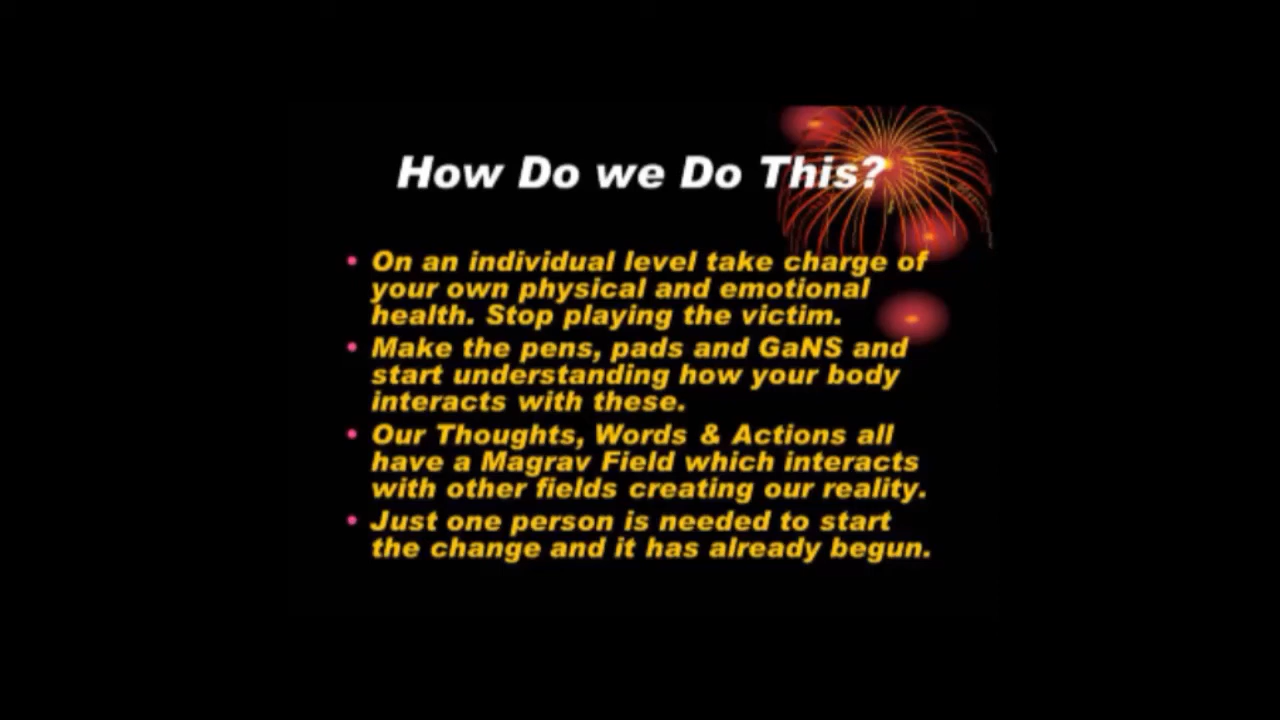 How Do we Do This?
• On an individual level take charge of
your own physical and emotional
health. Stop playing the victim.
• Make the pens, pads and GaNS and
start understanding how your body
interacts with these.
• Our Thoughts, Words & Actions all
have a Magrav Field which interacts
with other fields creating our reality.
• Just one person is needed to start
the change and it has already begun.